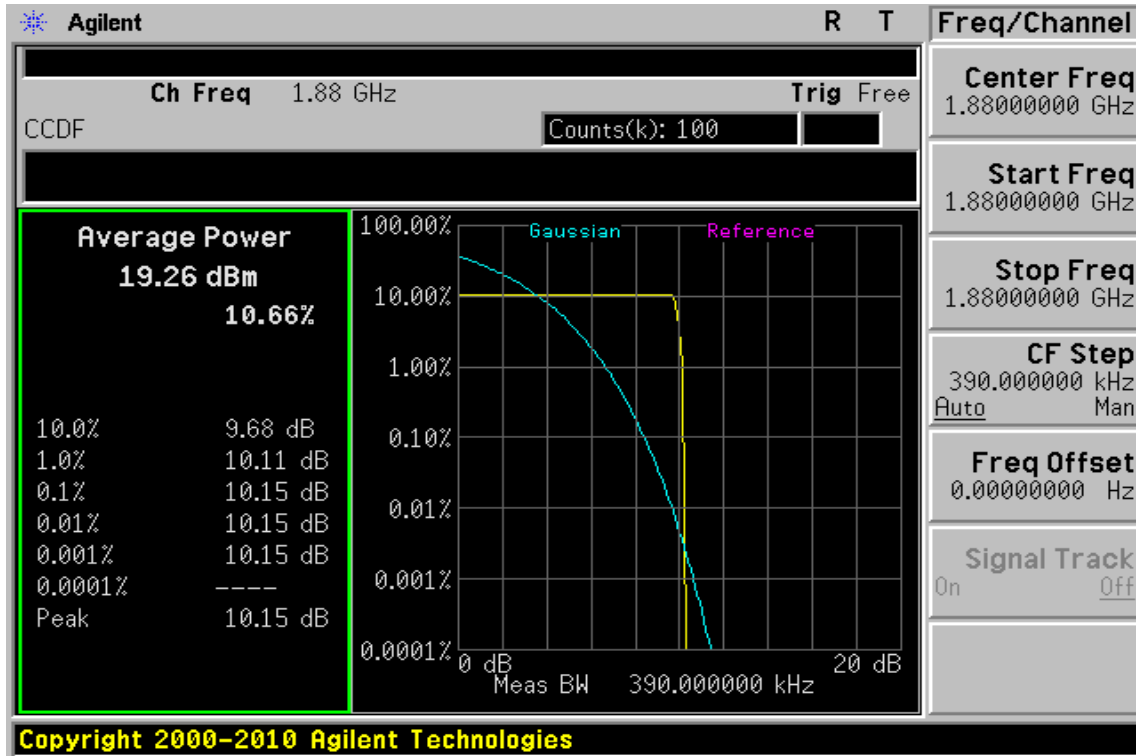 Agilent R T
Freq/Channel
Ch Freq 1.88 GHz Trig Free
CCDF Counts(k): 100
Average Power
19.26 dBm
10.66%
10.0% 9.68 dB
1.0% 10.11 dB
0.1% 10.15 dB
0.01% 10.15 dB
0.001% 10.15 dB
0.0001% ----
Peak 10.15 dB
Gaussian Reference
100.00%
10.00%
1.00%
0.10%
0.01%
0.001%
0.0001%
0 dB 20 dB
Meas BW 390.000000 kHz
Center Freq
1.88000000 GHz
Start Freq
1.88000000 GHz
Stop Freq
1.88000000 GHz
CF Step
390.000000 kHz
Auto Man
Freq Offset
0.00000000 Hz
Signal Track
On Off
Copyright 2000-2010 Agilent Technologies